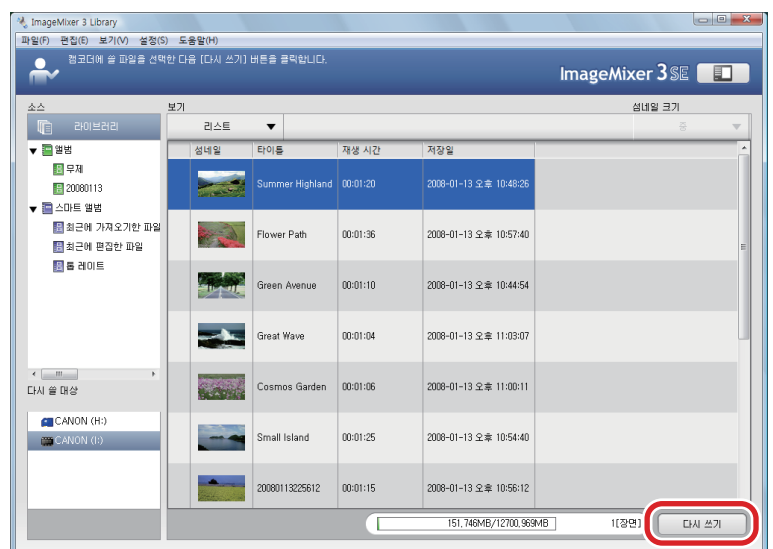 ImageMixer 3 Library
파일(F) 편집(E) 보기(V) 설정(S) 도움말(H)
캠코더에 쓸 파일을 선택한 다음 [다시 쓰기] 버튼을 클릭합니다.
ImageMixer 3 SE
소스 보기 섬네일 크기
라이브러리 리스트 중
앨범
무제
20080113
스마트 앨범
최근에 가져오기한 파일
최근에 편집한 파일
톱 레이트
섬네일 타이틀 재생 시간 저장일
Summer Highland 00:01:20 2008-01-13 오후 10:48:26
Flower Path 00:01:36 2008-01-13 오후 10:57:40
Green Avenue 00:01:10 2008-01-13 오후 10:44:54
Great Wave 00:01:04 2008-01-13 오후 11:03:07
Cosmos Garden 00:01:06 2008-01-13 오후 11:00:11
Small Island 00:01:25 2008-01-13 오후 10:54:40
20080113225612 00:01:15 2008-01-13 오후 10:56:12
다시 쓸 대상
CANON (H:)
CANON (I:)
151,746MB/12700,969MB 1[장면] 다시 쓰기